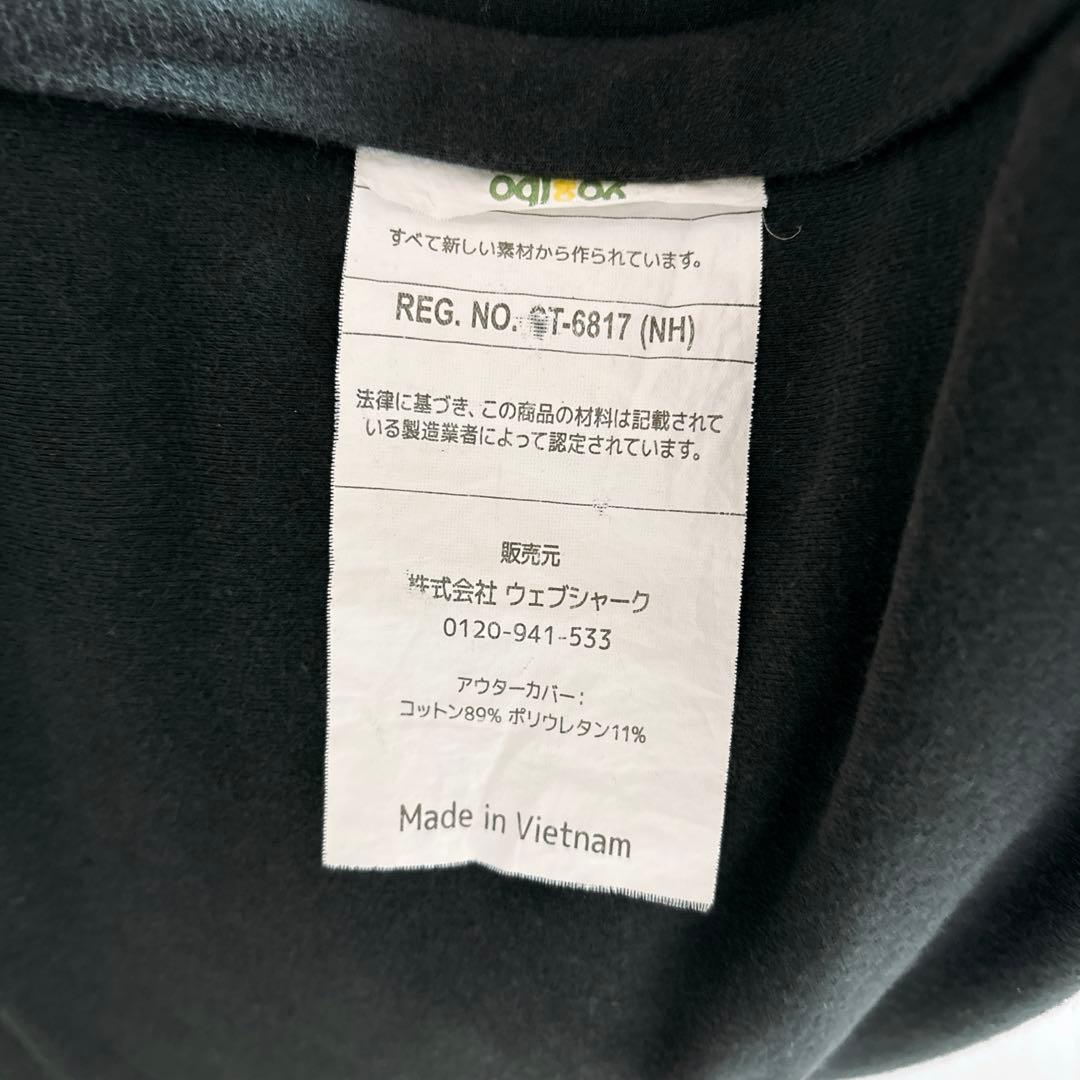 すべて新しい素材から作られています。
REG. NO. CT-6817 (NH)
法律に基づき、この商品の材料は記載されて
いる製造業者によって認定されています。
販売元
株式会社 ウェブシャーク
0120-941-533
アウターカバー:
コットン89% ポリウレタン11%
Made in Vietnam